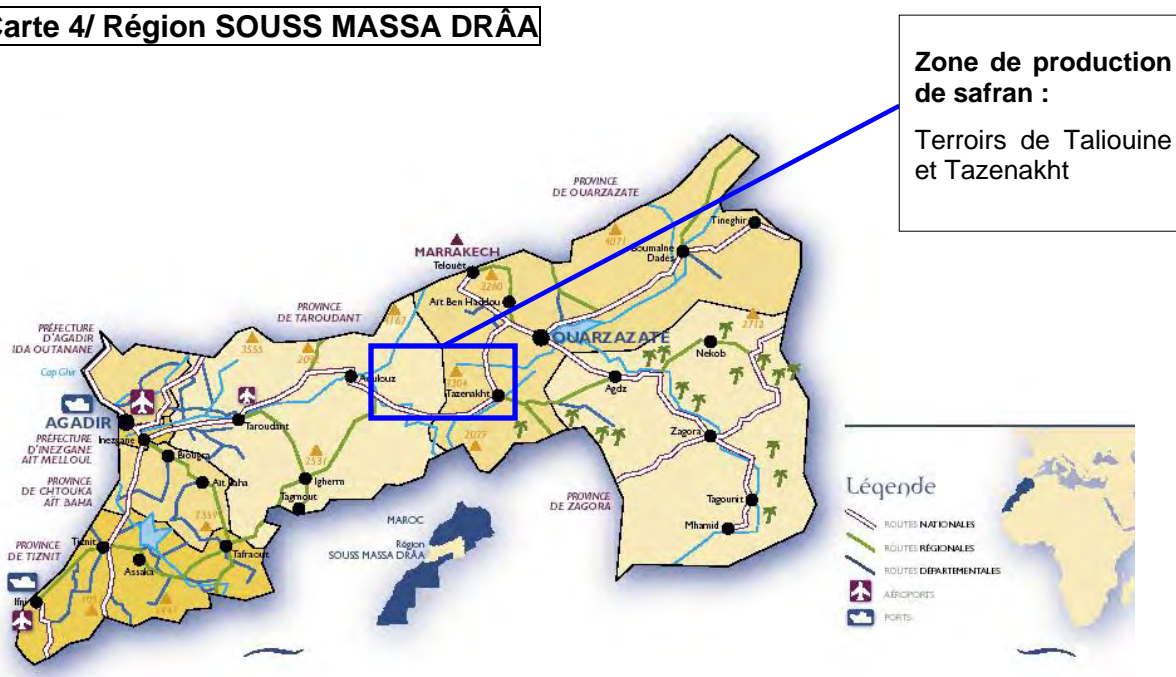 Carte 4/ Région SOUSS MASSA DRÂA
Zone de production
de safran :
Terroirs de Taliouine
et Tazenakht
PROVINCE
DE OUARZAZATE
Tineghir
4071
Boumalne
Dadès
MARRAKECH
Telouèt
Aït Ben Haddou
PROVINCE
DE TAROUDANT
OUARZAZATE
2712
Nekob
PRÉFECTURE
D'AGADIR
IDA OUTANANE
Cap Ghir
3555
Aoulouz
Tazenakht
Agdz
AGADIR
Inezgane
Taroudant
PRÉFECTURE
D'INEZGANE
AÏT MELLOUL
Biougra
2531
Igherm
Zagora
PROVINCE
DE CHTOUKA
AÏT BAHA
Aït Baha
Tagmout
PROVINCE
DE ZAGORA
Tagounit
Mhamid
MAROC
Région
SOUSS MASSA DRÂA
PROVINCE
DE TIZNIT
Tiznit
Assaka
Tafraout
Ifni
Légende
ROUTES NATIONALES
ROUTES RÉGIONALES
ROUTES DÉPARTEMENTALES
AÉROPORTS
PORTS